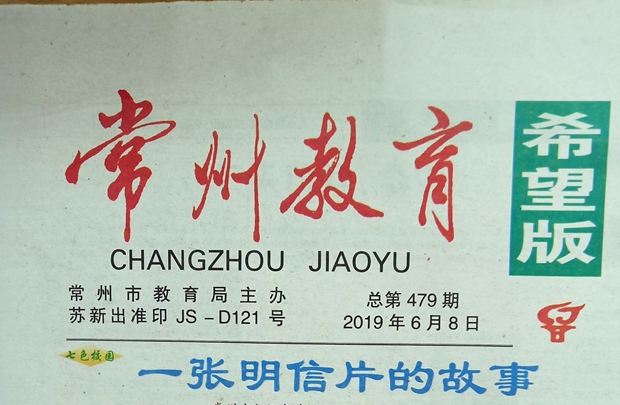 常州教育
希望版
CHANGZHOU JIAOYU
常州市教育局主办
苏新出准印 JS－D121 号
总第 479 期
2019 年 6 月 8 日
七色校园
一张明信片的故事